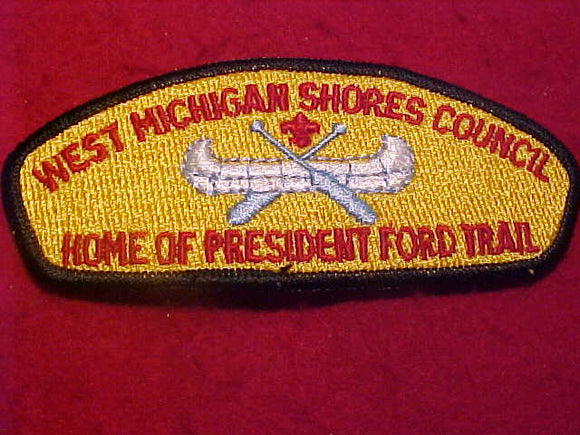 WEST MICHIGAN SHORES COUNCIL
HOME OF PRESIDENT FORD TRAIL